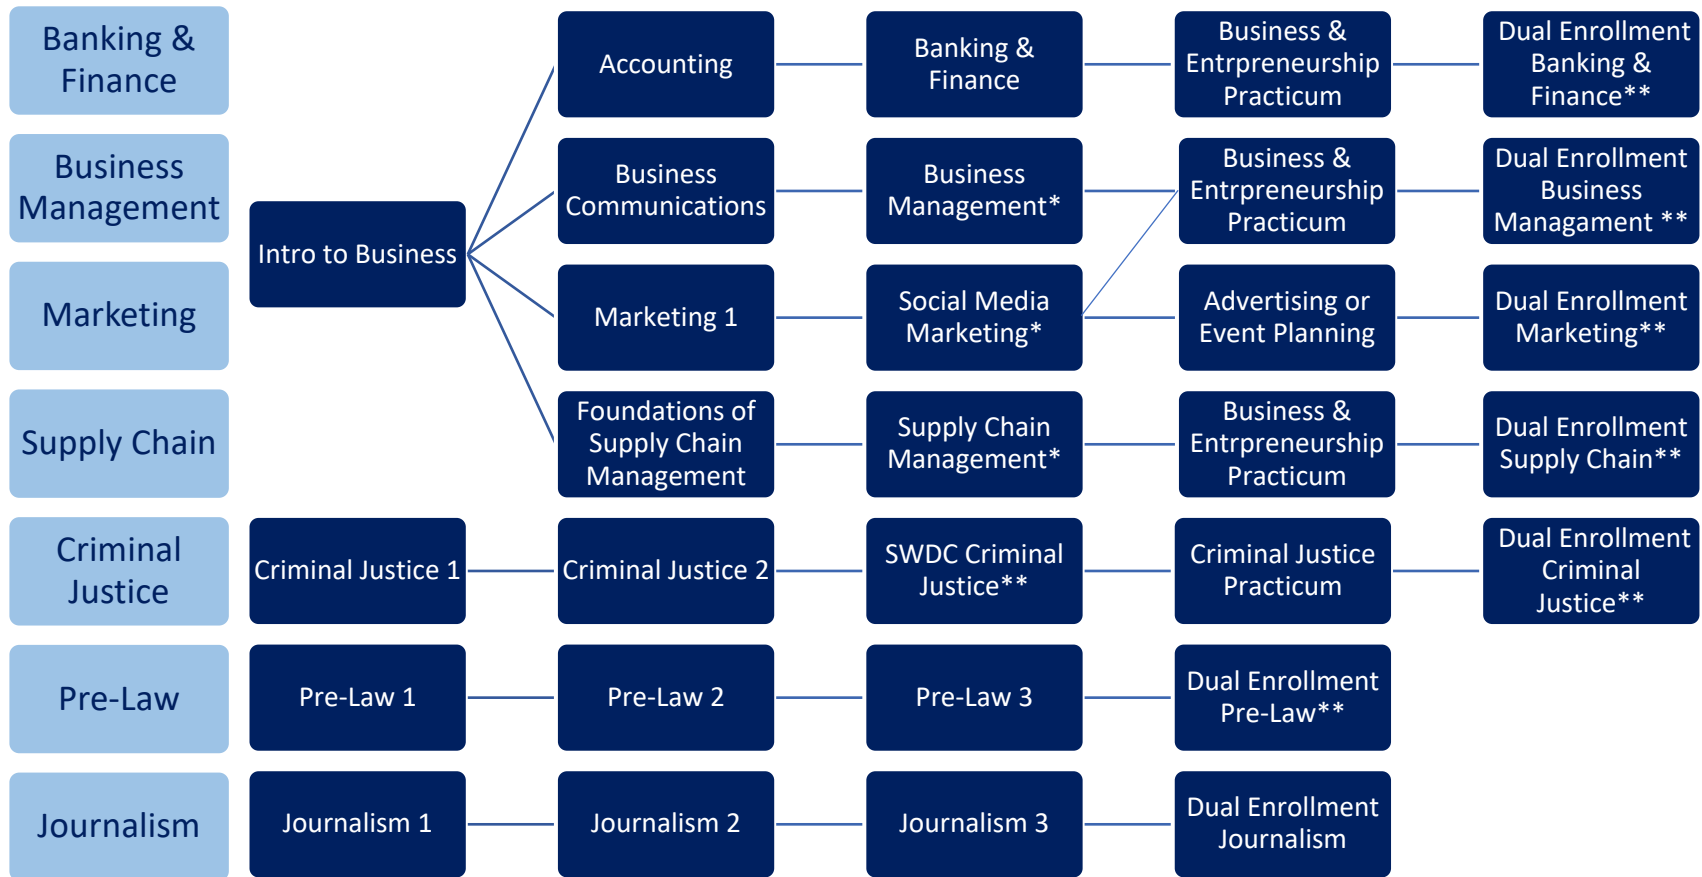 Banking &
Finance
Accounting
Banking &
Finance
Business &
Entrpreneurship
Practicum
Dual Enrollment
Banking &
Finance**
Business
Management
Intro to Business
Business
Communications
Business
Management*
Business &
Entrpreneurship
Practicum
Dual Enrollment
Business
Managament **
Marketing
Marketing 1
Social Media
Marketing*
Advertising or
Event Planning
Dual Enrollment
Marketing**
Supply Chain
Foundations of
Supply Chain
Management
Supply Chain
Management*
Business &
Entrpreneurship
Practicum
Dual Enrollment
Supply Chain**
Criminal
Justice
Criminal Justice 1
Criminal Justice 2
SWDC Criminal
Justice**
Criminal Justice
Practicum
Dual Enrollment
Criminal
Justice**
Pre-Law
Pre-Law 1
Pre-Law 2
Pre-Law 3
Dual Enrollment
Pre-Law**
Journalism
Journalism 1
Journalism 2
Journalism 3
Dual Enrollment
Journalism